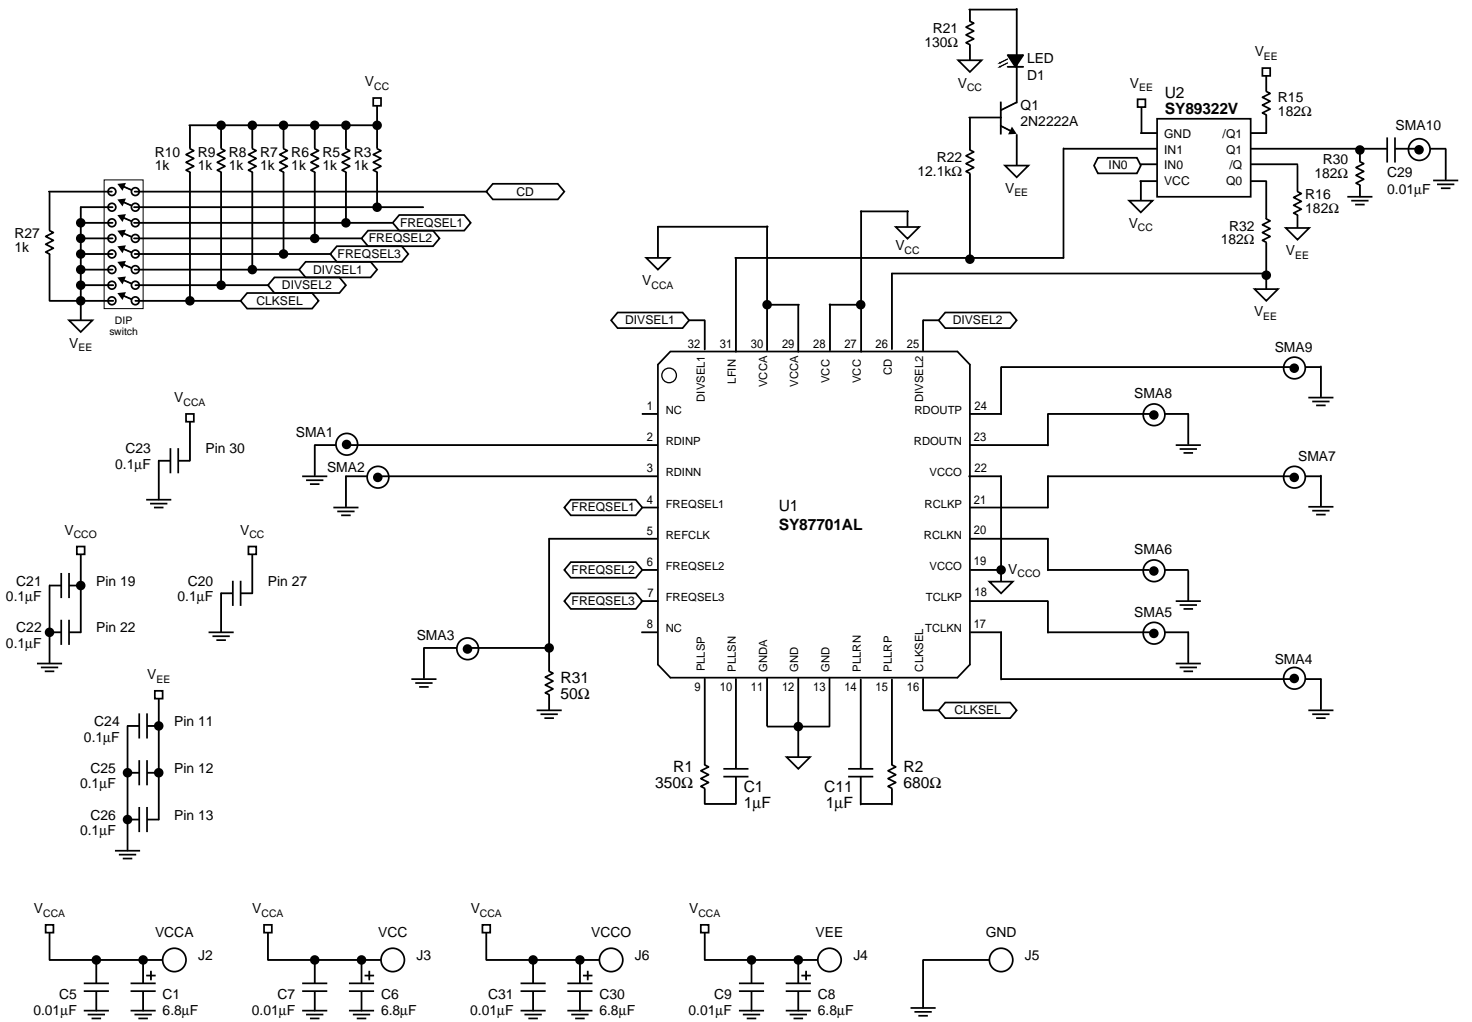 R21
130Ω
VCC
LED
D1
Q1
2N2222A
R22
12.1kΩ
VEE
VEE
U2
SY89322V
GND
IN1
IN0
VCC
/Q1
Q1
/Q
Q0
IN0
VCC
VEE
R15
182Ω
SMA10
R30
182Ω
C29
0.01µF
R16
182Ω
VEE
R32
182Ω
VEE
VCC
R10
1k
R9
1k
R8
1k
R7
1k
R6
1k
R5
1k
R3
1k
CD
FREQSEL1
FREQSEL2
FREQSEL3
DIVSEL1
DIVSEL2
CLKSEL
R27
1k
VEE
DIP
switch
VCCA
VCC
DIVSEL1
DIVSEL2
32
31
30
29
28
27
26
25
DIVSEL1
LFIN
VCCA
VCCA
VCC
VCC
CD
DIVSEL2
1
NC
2
RDINP
3
RDINN
4
FREQSEL1
5
REFCLK
6
FREQSEL2
7
FREQSEL3
8
NC
U1
SY87701AL
RDOUTP
24
RDOUTN
23
VCCO
22
RCLKP
21
RCLKN
20
VCCO
19
TCLKP
18
TCLKN
17
PLLSP
PLLSN
GNDA
GND
GND
PLLRN
PLLRP
CLKSEL
9
10
11
12
13
14
15
16
SMA1
SMA2
FREQSEL1
FREQSEL2
FREQSEL3
SMA3
R31
50Ω
SMA9
SMA8
SMA7
SMA6
VCCO
SMA5
SMA4
CLKSEL
R1
350Ω
C1
1µF
C11
1µF
R2
680Ω
VCCA
C23
0.1µF
Pin 30
VCCO
C21
0.1µF
Pin 19
C22
0.1µF
Pin 22
VCC
C20
0.1µF
Pin 27
VEE
C24
0.1µF
Pin 11
C25
0.1µF
Pin 12
C26
0.1µF
Pin 13
VCCA
VCCA
J2
C5
0.01µF
+
C1
6.8µF
VCCA
VCC
J3
C7
0.01µF
+
C6
6.8µF
VCCA
VCCO
J6
C31
0.01µF
+
C30
6.8µF
VCCA
VEE
J4
C9
0.01µF
+
C8
6.8µF
GND
J5